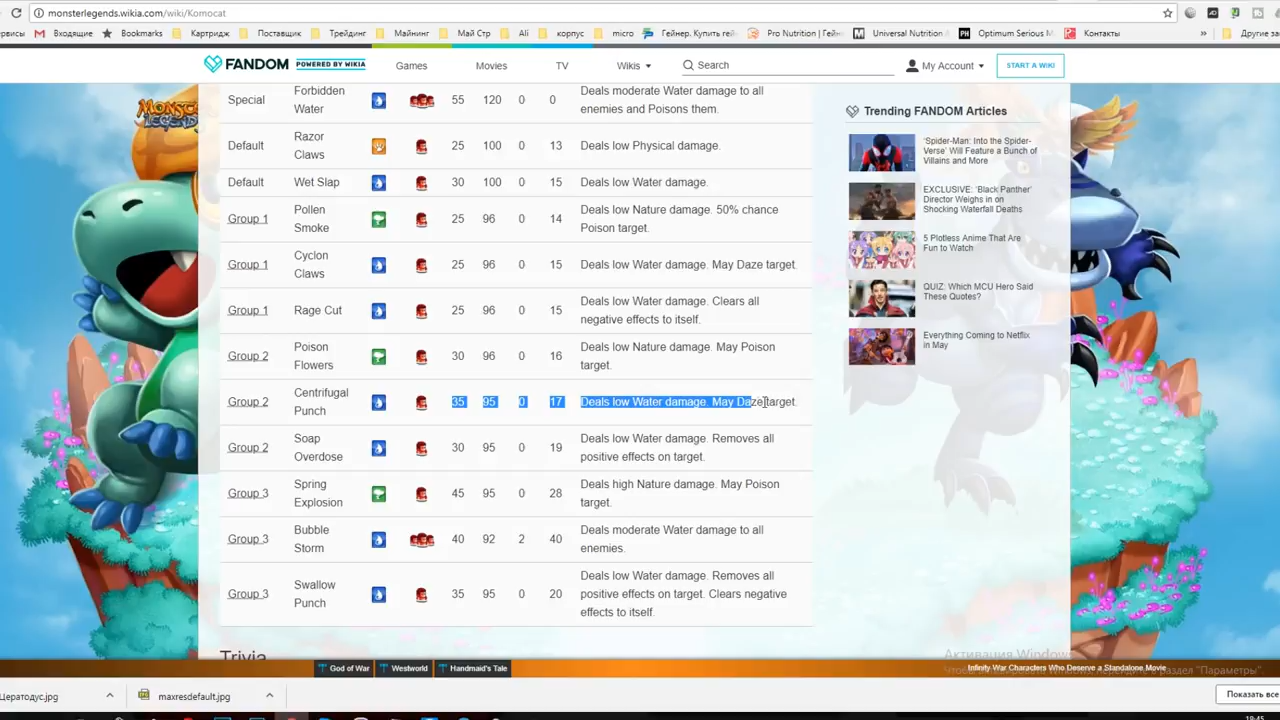 monsterlegends.wikia.com/wiki/Komocat
ервисы Входящие Bookmarks Картридж Поставщик Трейдинг Майнинг Май Стр Ali корпус micro Гейнер. Купить гей Pro Nutrition | Гейн Universal Nutrition Optimum Serious M Контакты » Другие за
FANDOM POWERED BY WIKIA Games Movies TV Wikis Search My Account START A WIKI
Special Forbidden Water 55 120 0 0 Deals moderate Water damage to all
enemies and Poisons them.
Default Razor Claws 25 100 0 13 Deals low Physical damage.
Default Wet Slap 30 100 0 15 Deals low Water damage.
Group 1 Pollen Smoke 25 96 0 14 Deals low Nature damage. 50% chance
Poison target.
Group 1 Cyclon Claws 25 96 0 15 Deals low Water damage. May Daze target
Group 1 Rage Cut 25 96 0 15 Deals low Water damage. Clears all
negative effects to itself.
Group 2 Poison Flowers 30 96 0 16 Deals low Nature damage. May Poison
target.
Group 2 Centrifugal Punch 35 95 0 17 Deals low Water damage. May Daze target.
Group 2 Soap Overdose 30 95 0 19 Deals low Water damage. Removes all
positive effects on target.
Group 3 Spring Explosion 45 95 0 28 Deals high Nature damage. May Poison
target.
Group 3 Bubble Storm 40 92 2 40 Deals moderate Water damage to all
enemies.
Group 3 Swallow Punch 35 95 0 20 Deals low Water damage. Removes all
positive effects on target. Clears negative
effects to itself.
Trivia
Trending FANDOM Articles
'Spider-Man: Into the Spider-
Verse' Will Feature a Bunch of
Villains and More
EXCLUSIVE: 'Black Panther'
Director Weighs in on
Shocking Waterfall Deaths
5 Plotless Anime That Are
Fun to Watch
QUIZ: Which MCU Hero Said
These Quotes?
Everything Coming to Netflix
in May
Активация Windows
Чтобы активировать Windows, перейдите в раздел "Параметры".
God of War Westworld Handmaid's Tale Infinity War Characters Who Deserve a Standalone Movie
Цератодус.jpg maxresdefault.jpg Показать все
18:45